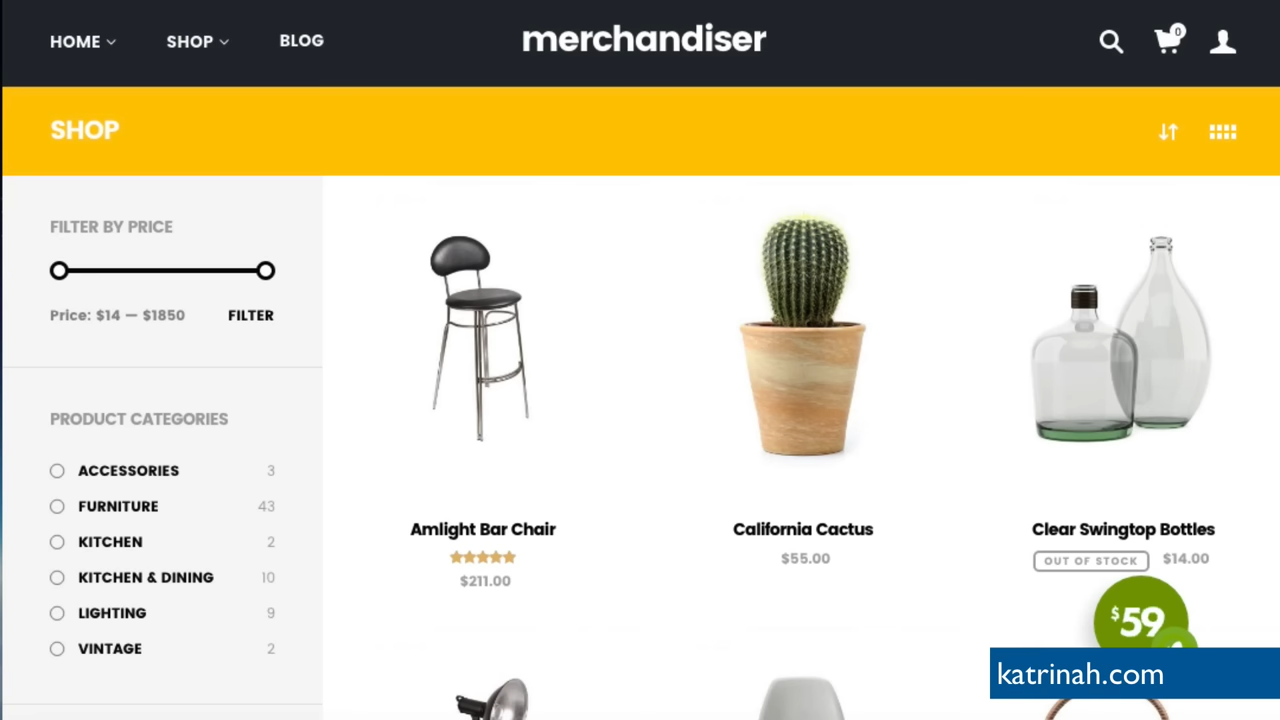 HOME SHOP BLOG merchandiser 0
SHOP
FILTER BY PRICE
Price: $14 — $1850 FILTER
PRODUCT CATEGORIES
ACCESSORIES 3
FURNITURE 43
KITCHEN 2
KITCHEN & DINING 10
LIGHTING 9
VINTAGE 2
Amlight Bar Chair
$211.00
California Cactus
$55.00
Clear Swingtop Bottles
OUT OF STOCK $14.00
$59
katrinah.com